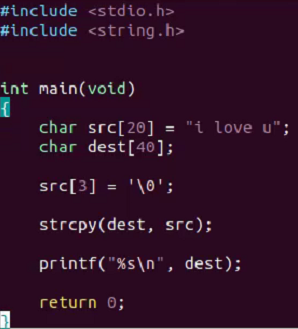 #include <stdio.h>
#include <string.h>
int main(void)
{
char src[20] = "i love u";
char dest[40];
src[3] = '\0';
strcpy(dest, src);
printf("%s\n", dest);
return 0;
}